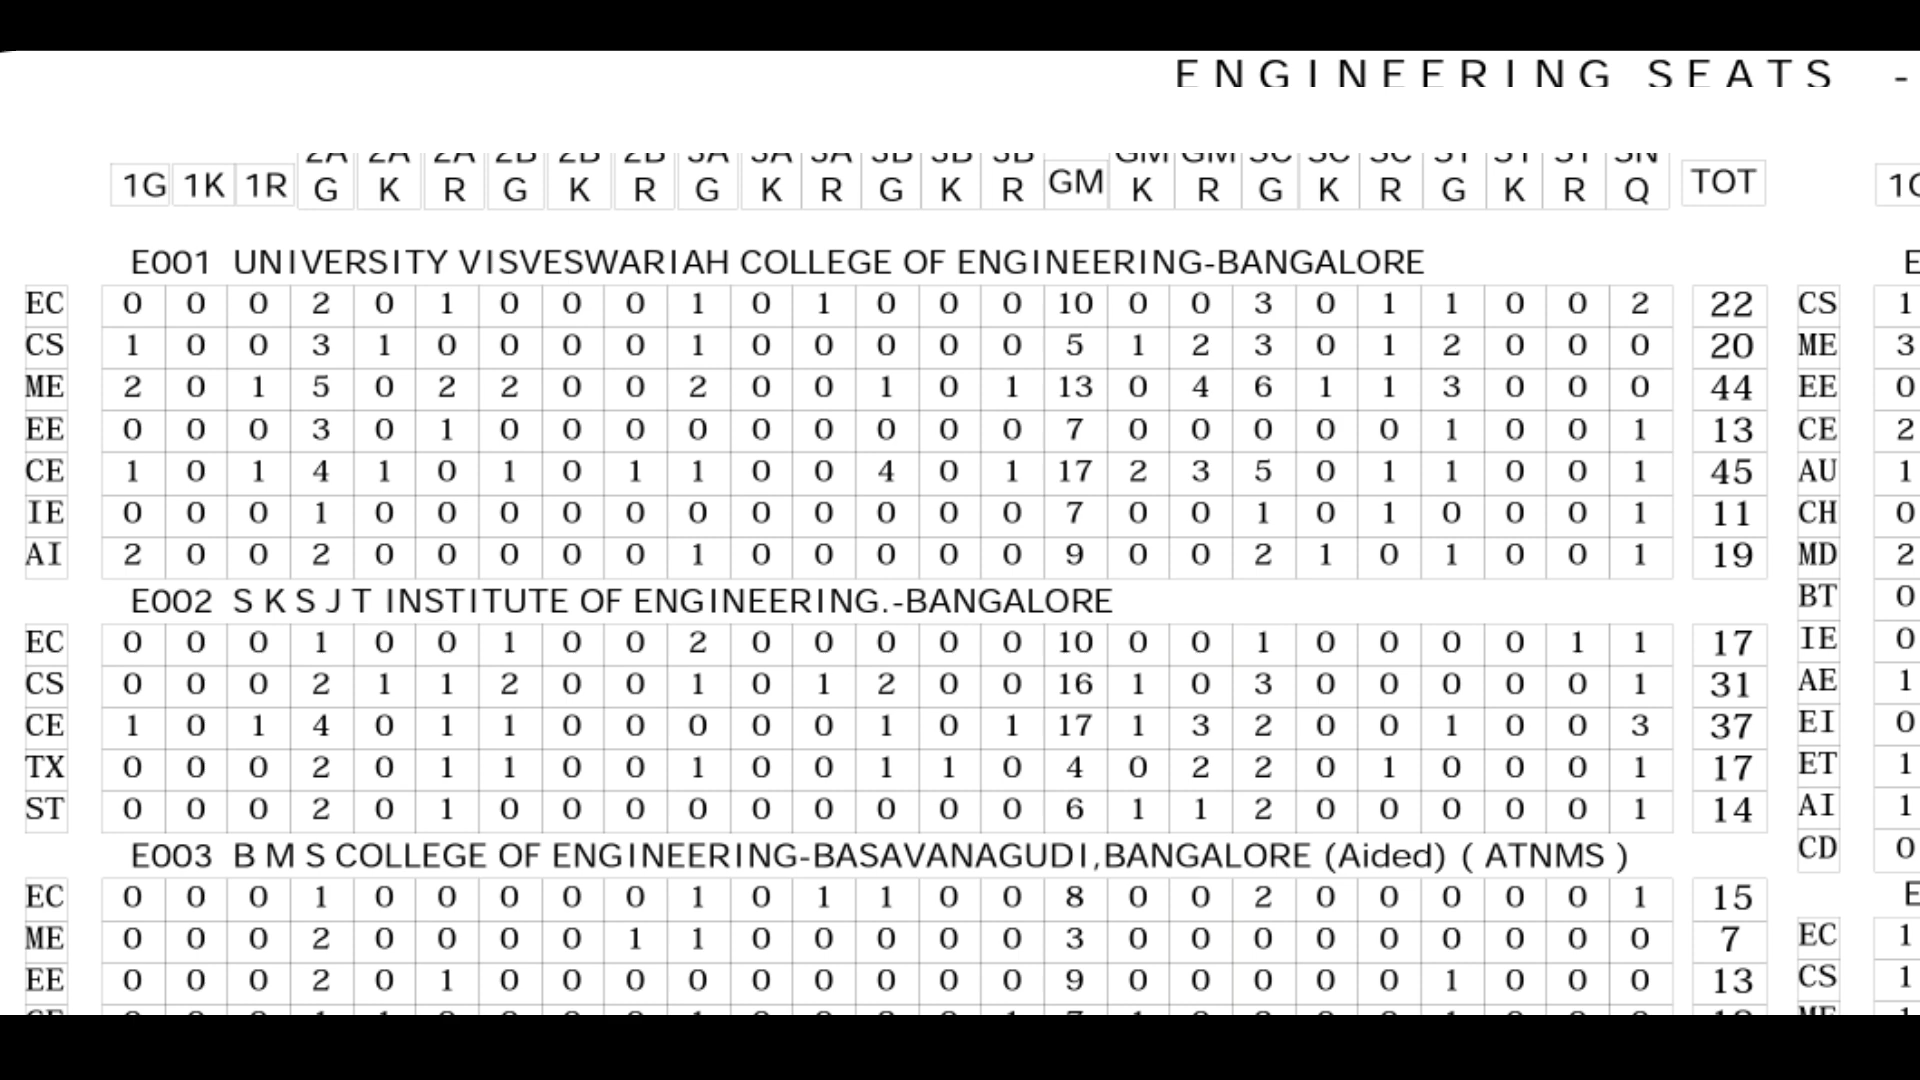 ENGINEERING SEATS -
1G 1K 1R 2AG 2AK 2AR 2BG 2BK 2BR 3AG 3AK 3AR 3BG 3BK 3BR GM GMK GMR SCG SCK SCR STG STK STR SNQ TOT
E001 UNIVERSITY VISVESWARIAH COLLEGE OF ENGINEERING-BANGALORE
EC 0 0 0 2 0 1 0 0 0 1 0 1 0 0 0 10 0 0 3 0 1 1 0 0 2 22 CS 1
CS 1 0 0 3 1 0 0 0 0 1 0 0 0 0 0 5 1 2 3 0 1 2 0 0 0 20 ME 3
ME 2 0 1 5 0 2 2 0 0 2 0 0 1 0 1 13 0 4 6 1 1 3 0 0 0 44 EE 0
EE 0 0 0 3 0 1 0 0 0 0 0 0 0 0 0 7 0 0 0 0 0 1 0 0 1 13 CE 2
CE 1 0 1 4 1 0 1 0 1 1 0 0 4 0 1 17 2 3 5 0 1 1 0 0 1 45 AU 1
IE 0 0 0 1 0 0 0 0 0 0 0 0 0 0 0 7 0 0 1 0 1 0 0 0 1 11 CH 0
AI 2 0 0 2 0 0 0 0 0 1 0 0 0 0 0 9 0 0 2 1 0 1 0 0 1 19 MD 2
E002 S K S J T INSTITUTE OF ENGINEERING.-BANGALORE
BT 0
EC 0 0 0 1 0 0 1 0 0 2 0 0 0 0 0 10 0 0 1 0 0 0 0 1 1 17 IE 0
CS 0 0 0 2 1 1 2 0 0 1 0 1 2 0 0 16 1 0 3 0 0 0 0 0 1 31 AE 1
CE 1 0 1 4 0 1 1 0 0 0 0 0 1 0 1 17 1 3 2 0 0 1 0 0 3 37 EI 0
TX 0 0 0 2 0 1 1 0 0 1 0 0 1 1 0 4 0 2 2 0 1 0 0 0 1 17 ET 1
ST 0 0 0 2 0 1 0 0 0 0 0 0 0 0 0 6 1 1 2 0 0 0 0 0 1 14 AI 1
E003 B M S COLLEGE OF ENGINEERING-BASAVANAGUDI,BANGALORE (Aided) ( ATNMS )
CD 0
EC 0 0 0 1 0 0 0 0 0 1 0 1 1 0 0 8 0 0 2 0 0 0 0 0 1 15
ME 0 0 0 2 0 0 0 0 1 1 0 0 0 0 0 3 0 0 0 0 0 0 0 0 0 7 EC 1
EE 0 0 0 2 0 1 0 0 0 0 0 0 0 0 0 9 0 0 0 0 0 1 0 0 0 13 CS 1